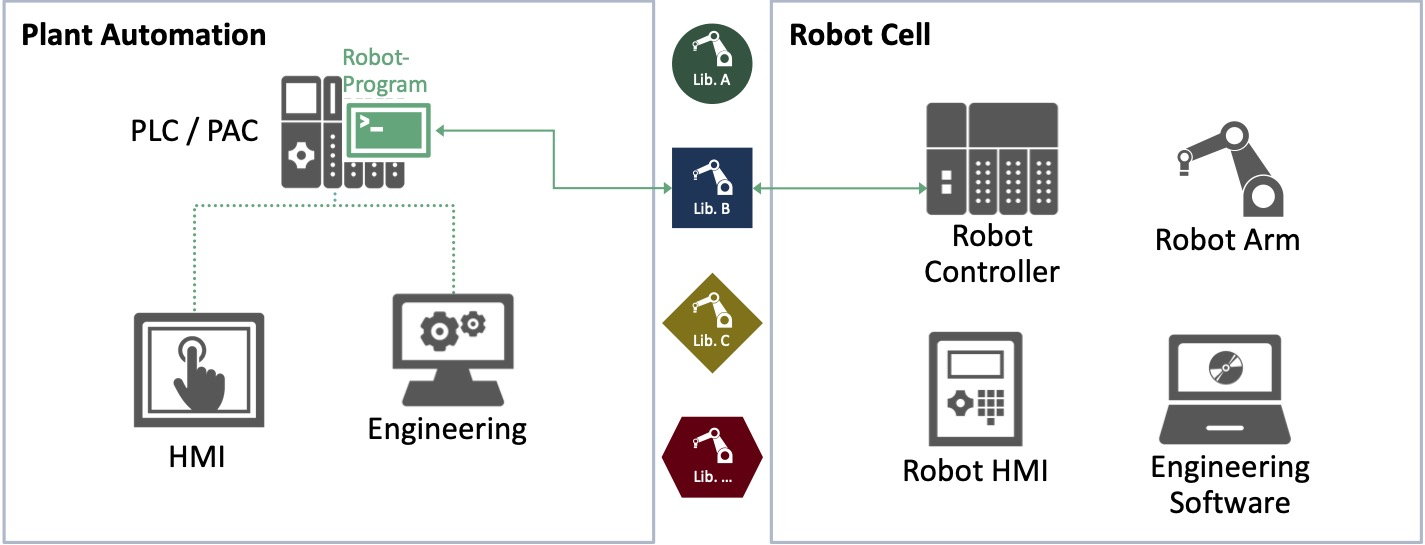 Plant Automation
Robot-
Program
PLC / PAC
>_
HMI
Engineering
Lib. A
Lib. B
Lib. C
Lib. ...
Robot Cell
Robot
Controller
Robot Arm
Robot HMI
Engineering
Software